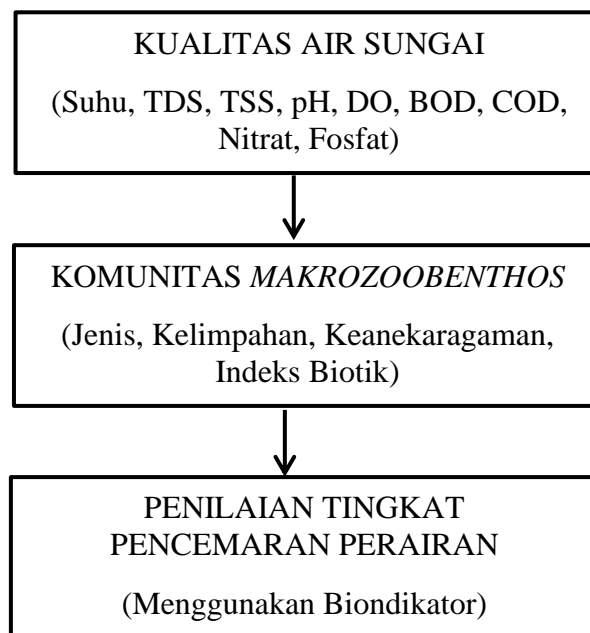 KUALITAS AIR SUNGAI
(Suhu, TDS, TSS, pH, DO, BOD, COD,
Nitrat, Fosfat)
KOMUNITAS MAKROZOOBENTHOS
(Jenis, Kelimpahan, Keanekaragaman,
Indeks Biotik)
PENILAIAN TINGKAT
PENCEMARAN PERAIRAN
(Menggunakan Biondikator)